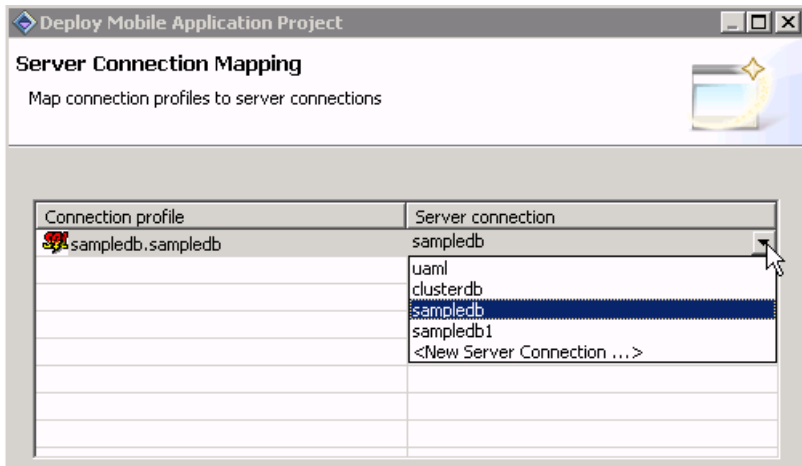 Deploy Mobile Application Project
Server Connection Mapping
Map connection profiles to server connections
Connection profile Server connection
sampledb.sampledb sampledb
uaml
clusterdb
sampledb
sampledb1
<New Server Connection ...>